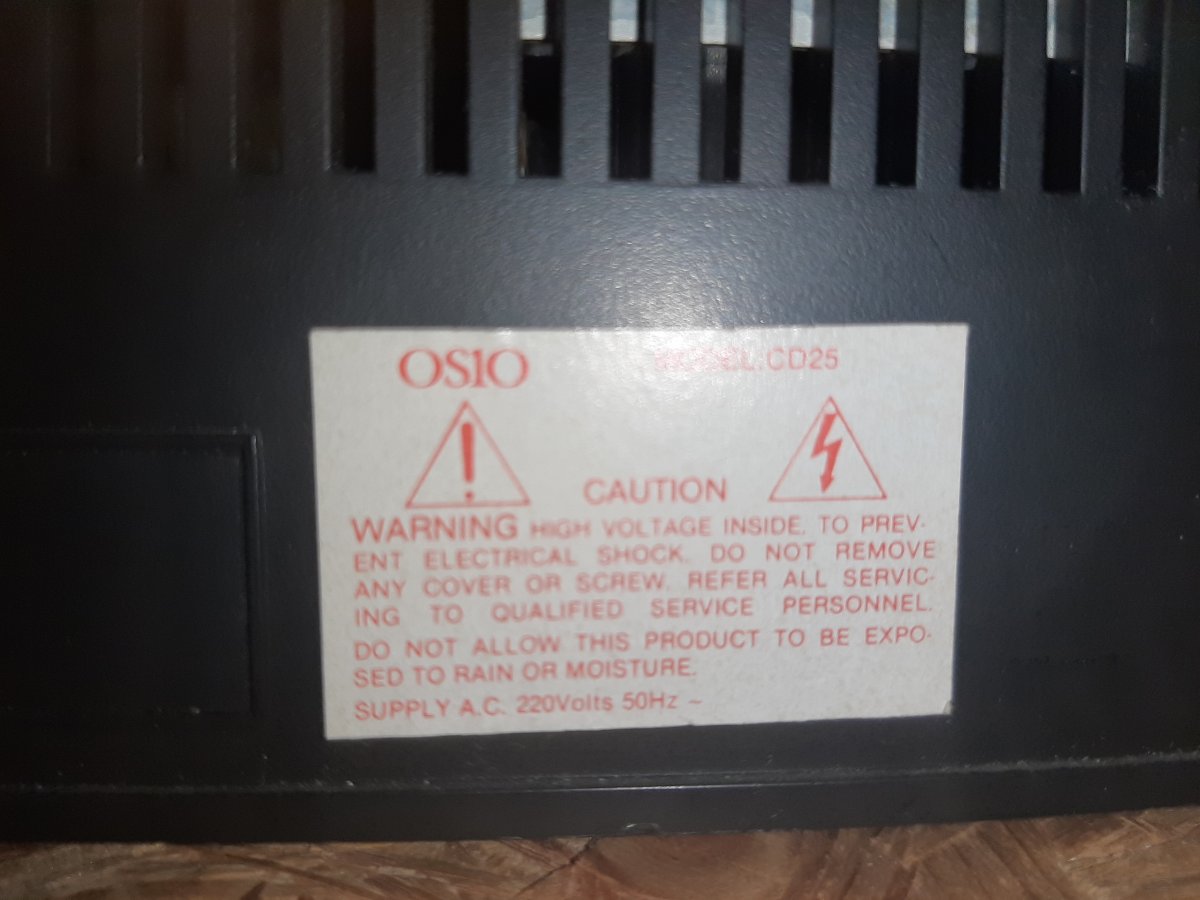 OSIO MODEL:CD25
CAUTION
WARNING HIGH VOLTAGE INSIDE. TO PREV-
ENT ELECTRICAL SHOCK. DO NOT REMOVE
ANY COVER OR SCREW. REFER ALL SERVIC-
ING TO QUALIFIED SERVICE PERSONNEL.
DO NOT ALLOW THIS PRODUCT TO BE EXPO-
SED TO RAIN OR MOISTURE.
SUPPLY A.C. 220Volts 50Hz ~